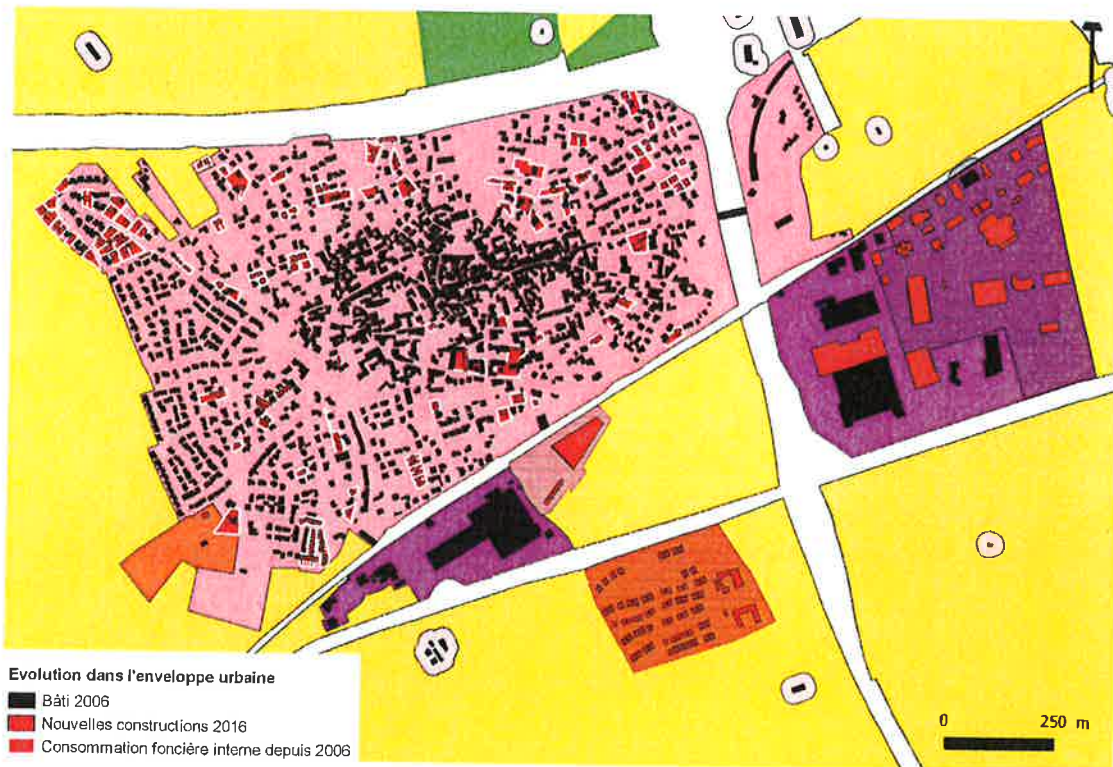 Evolution dans l'enveloppe urbaine
Bâti 2006
Nouvelles constructions 2016
Consommation foncière interne depuis 2006
0 250 m